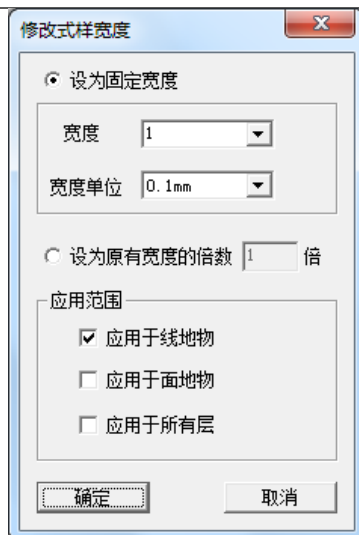 修改式样宽度
设为固定宽度
宽度 1
宽度单位 0.1mm
设为原有宽度的倍数 1 倍
应用范围
应用于线地物
应用于面地物
应用于所有层
确定 取消